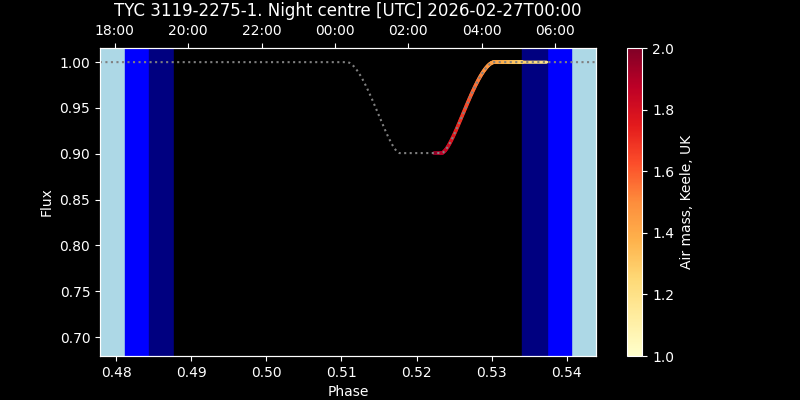 TYC 3119-2275-1. Night centre [UTC] 2026-02-27T00:00
18:00 20:00 22:00 00:00 02:00 04:00 06:00
1.00
0.95
0.90
0.85
0.80
0.75
0.70
Flux
0.48 0.49 0.50 0.51 0.52 0.53 0.54
Phase
2.0
1.8
1.6
1.4
1.2
1.0
Air mass, Keele, UK